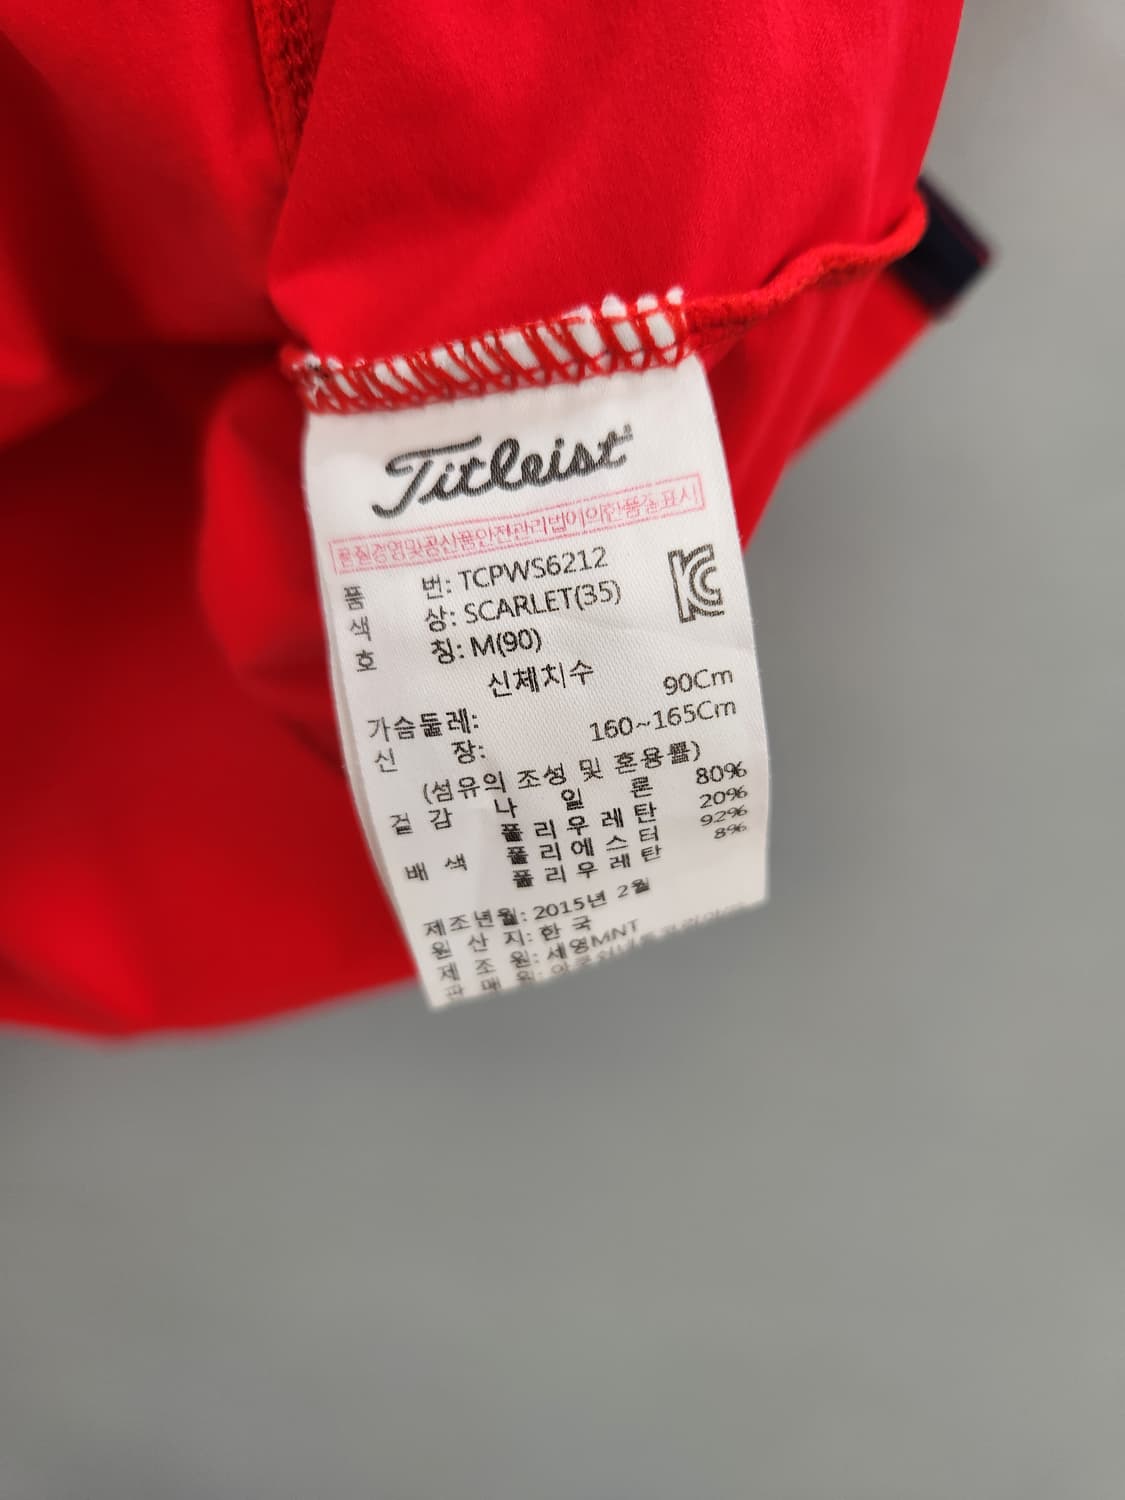 Titleist
품질경영및공산품안전관리법에의한품질표시
품 번: TCPWS6212
색 상: SCARLET(35)
호 칭: M(90)
신체치수
가슴둘레: 90Cm
신 장: 160~165Cm
(섬유의 조성 및 혼용률)
겉 감 나 일 론 80%
폴 리 우 레 탄 20%
배 색 폴 리 에 스 터 92%
폴 리 우 레 탄 8%
제조년월: 2015년 2월
원 산 지: 한 국
제 조 원: 세영MNT
판 매 원: